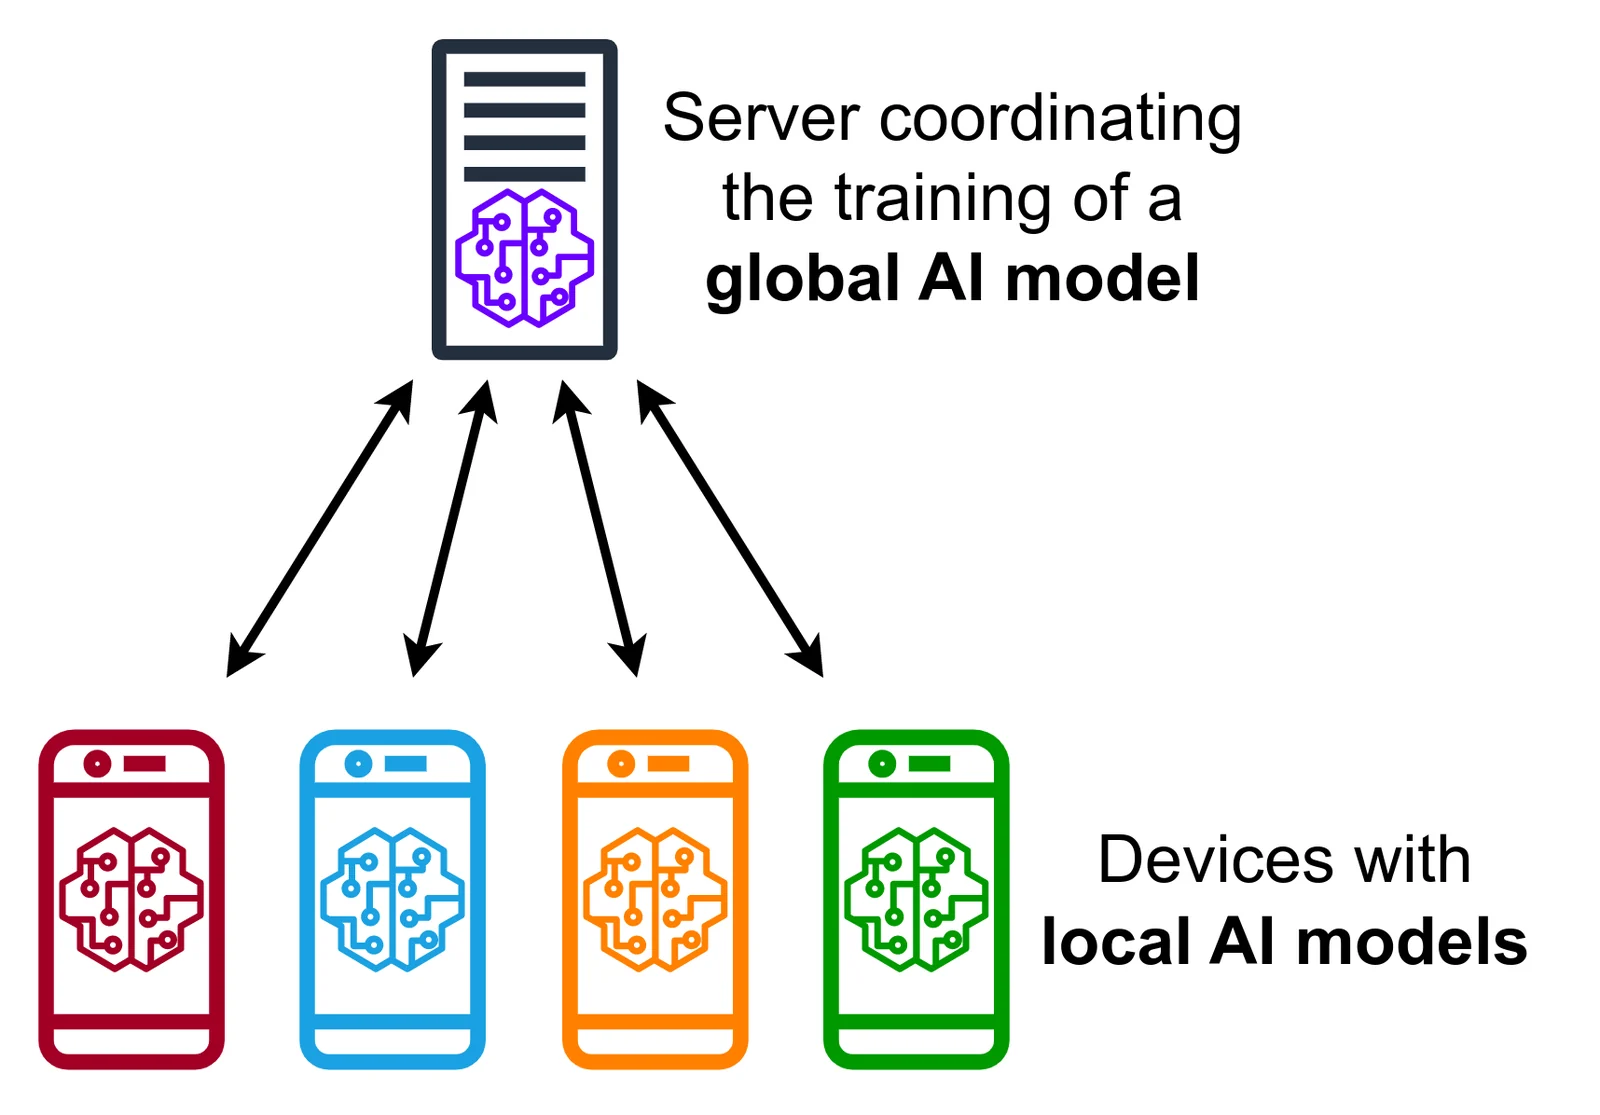 Server coordinating
the training of a
global AI model
Devices with
local AI models